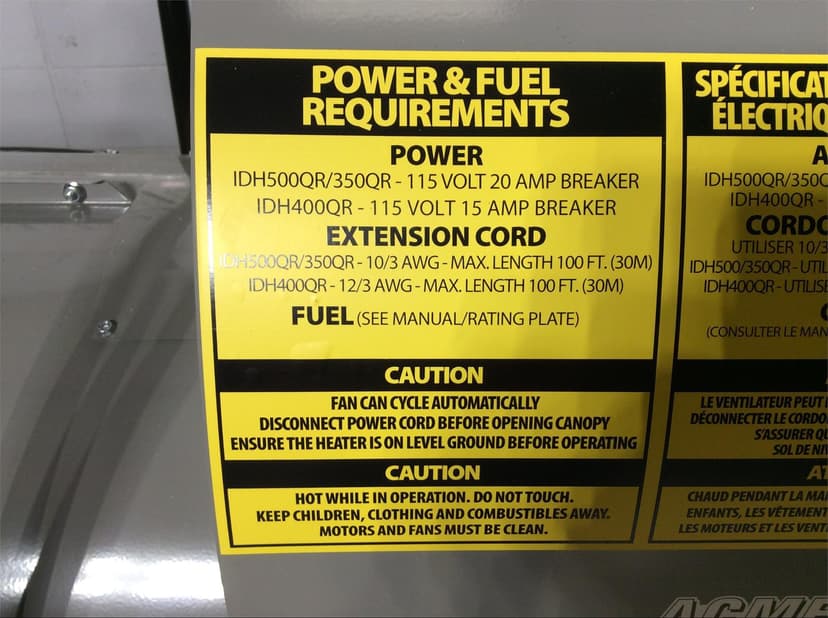 POWER & FUEL
REQUIREMENTS
POWER
IDH500QR/350QR - 115 VOLT 20 AMP BREAKER
IDH400QR - 115 VOLT 15 AMP BREAKER
EXTENSION CORD
IDH500QR/350QR - 10/3 AWG - MAX. LENGTH 100 FT. (30M)
IDH400QR - 12/3 AWG - MAX. LENGTH 100 FT. (30M)
FUEL (SEE MANUAL/RATING PLATE)
CAUTION
FAN CAN CYCLE AUTOMATICALLY
DISCONNECT POWER CORD BEFORE OPENING CANOPY
ENSURE THE HEATER IS ON LEVEL GROUND BEFORE OPERATING
CAUTION
HOT WHILE IN OPERATION. DO NOT TOUCH.
KEEP CHILDREN, CLOTHING AND COMBUSTIBLES AWAY.
MOTORS AND FANS MUST BE CLEAN.
SPÉCIFICAT
ÉLECTRIQ
A
IDH500QR/350Q
IDH400QR -
CORDO
UTILISER 10/3
IDH500/350QR - UTIL
IDH400QR - UTILISE
(CONSULTER LE MAN
LE VENTILATEUR PEUT
DÉCONNECTER LE CORDO
S'ASSURER QU
SOL DE NIV
AT
CHAUD PENDANT LA MA
ENFANTS, LES VÊTEMENT
LES MOTEURS ET LES VENT
ACME